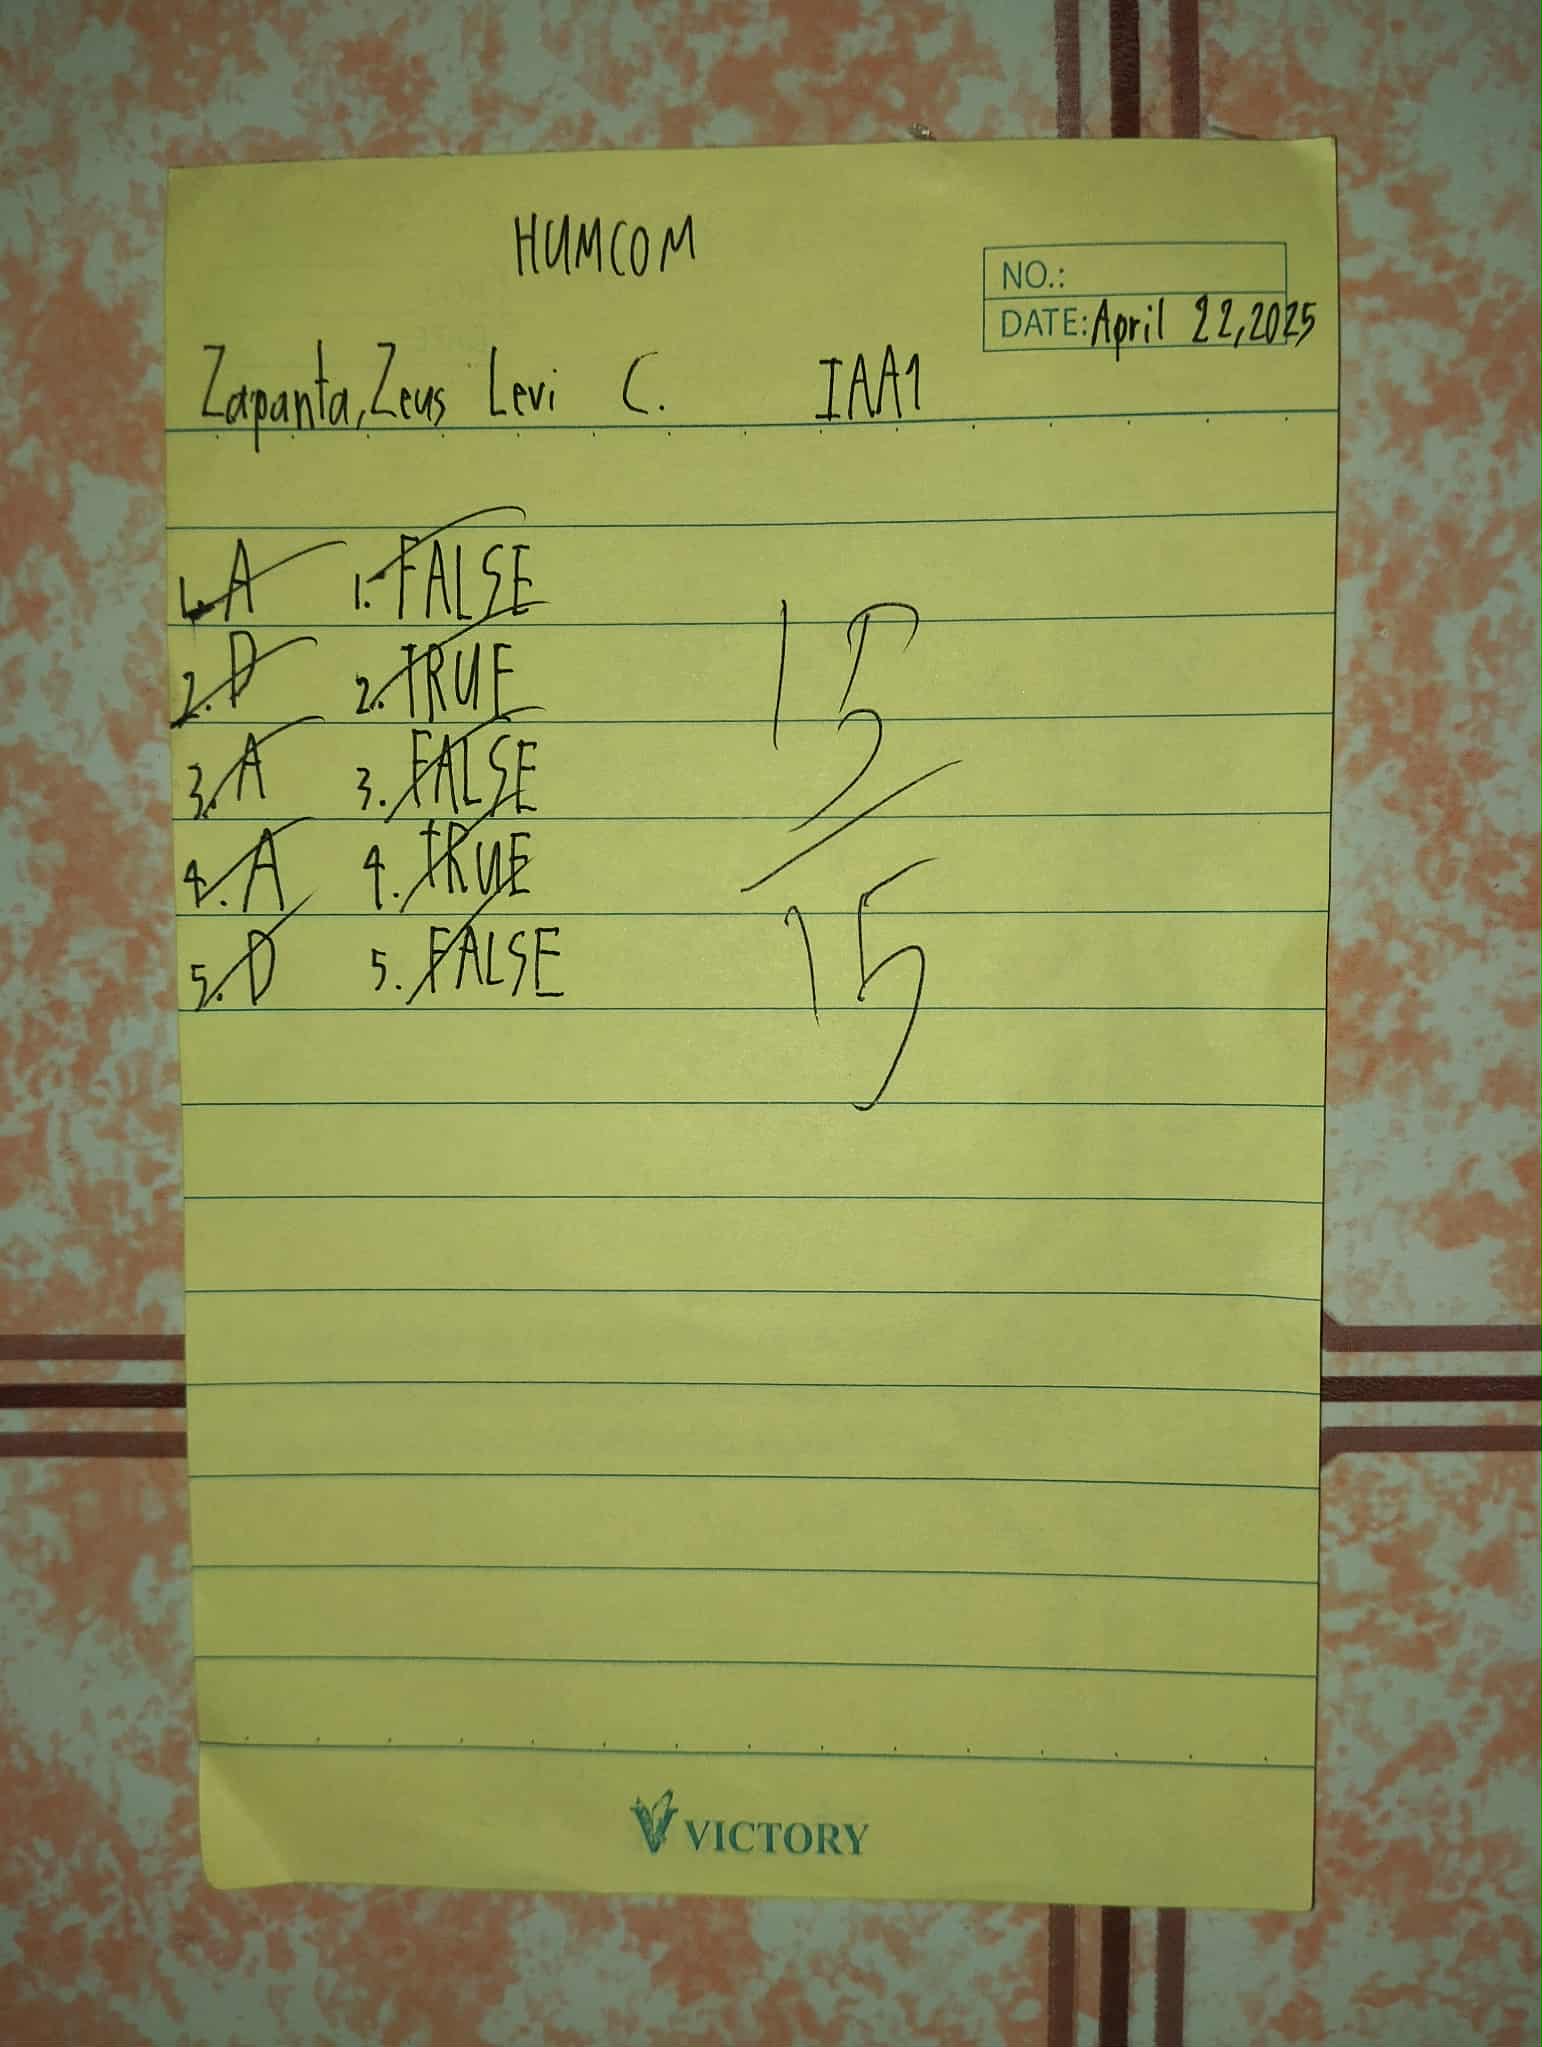 HUMCOM
NO.:
DATE: April 22, 2025
Zapanta, Zeus Levi C. IAA1
1. A 1. FALSE
2. D 2. TRUE
3. A 3. FALSE
4. A 4. TRUE
5. D 5. FALSE
15
15
VICTORY